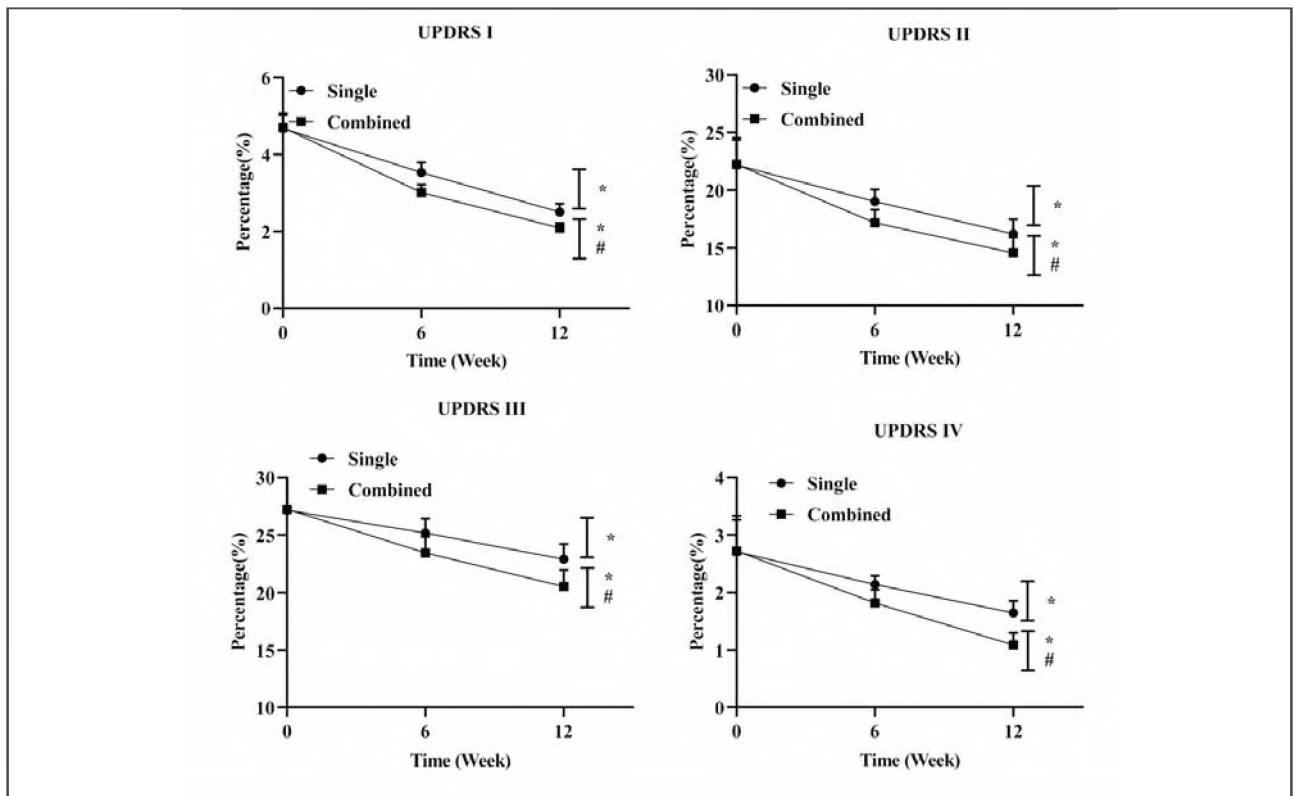 UPDRS I
6
Single
Combined
4
2
0
Percentage(%)
*
*
#
0 6 12
Time (Week)
UPDRS II
30
Single
Combined
25
20
15
10
Percentage(%)
*
*
#
0 6 12
Time (Week)
UPDRS III
Single
30
Combined
25
20
15
10
Percentage(%)
*
*
#
0 6 12
Time (Week)
UPDRS IV
4
Single
Combined
3
2
1
0
Percentage(%)
*
*
#
0 6 12
Time (Week)